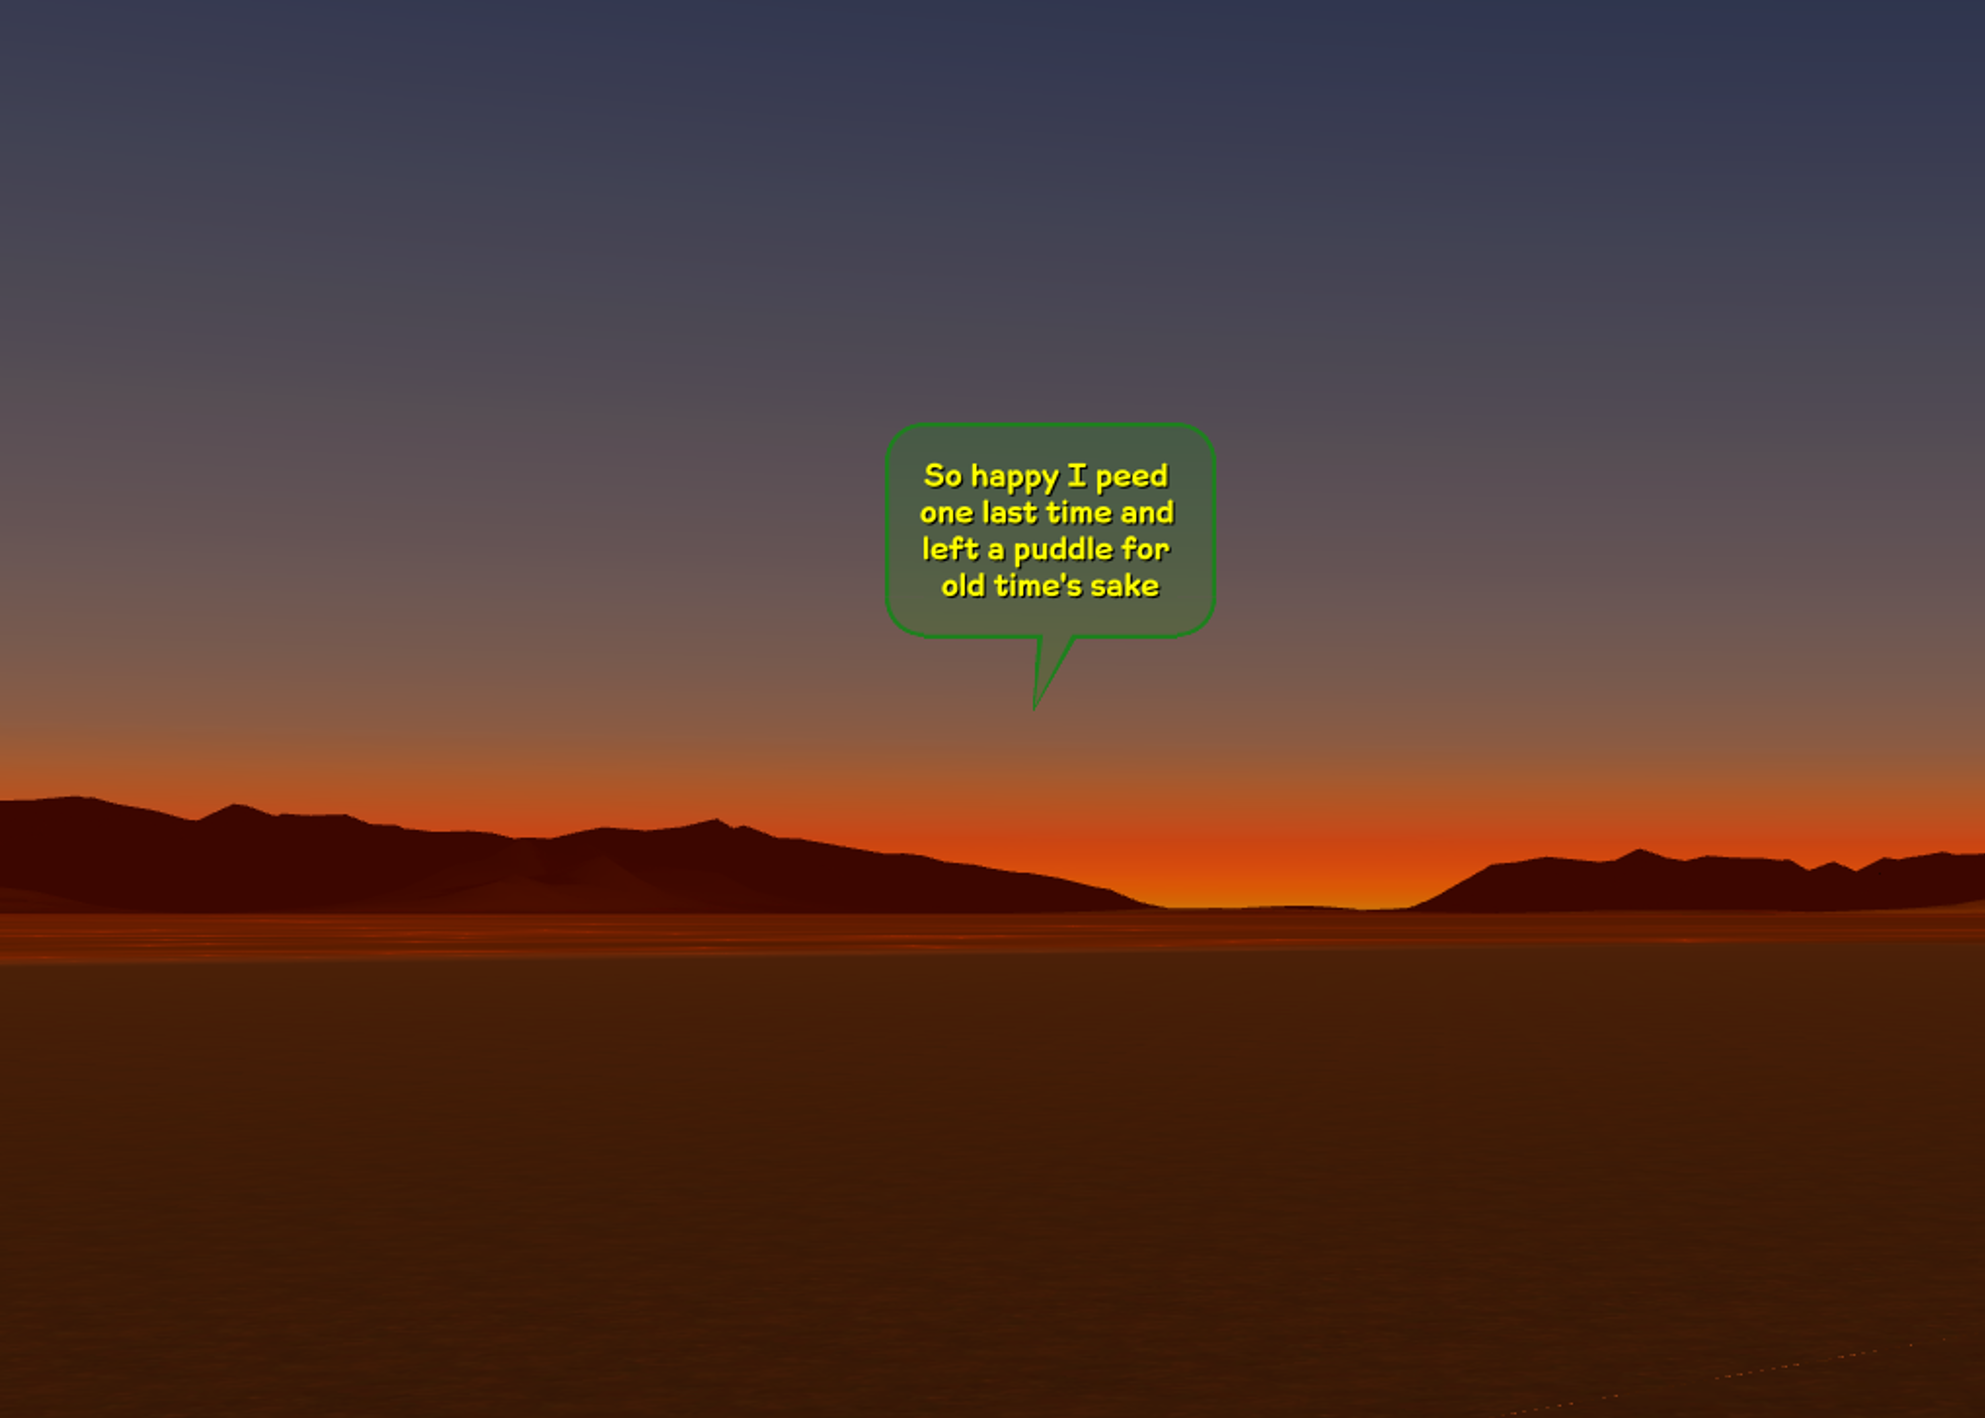 So happy I peed
one last time and
left a puddle for
old time's sake